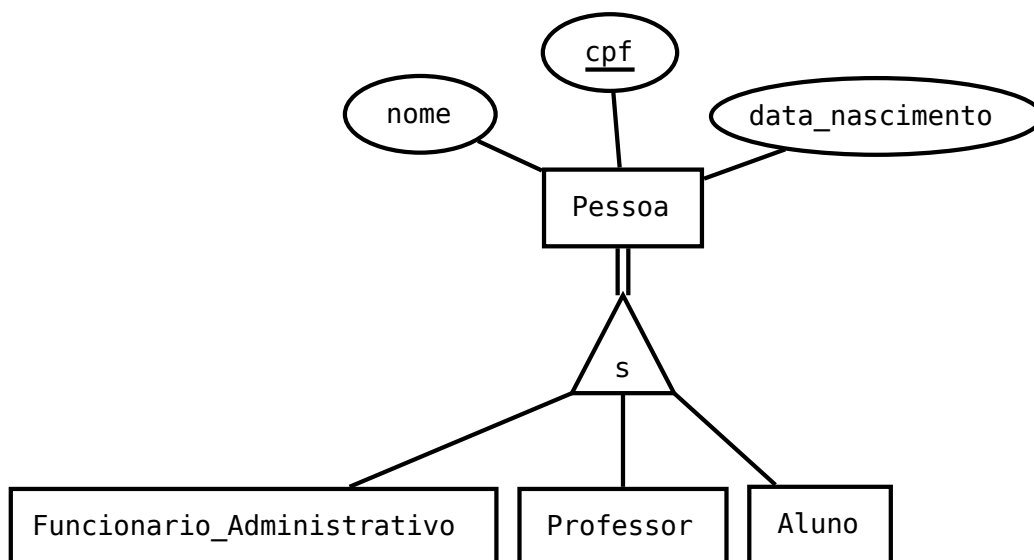 cpf
nome
data_nascimento
Pessoa
s
Funcionario_Administrativo
Professor
Aluno